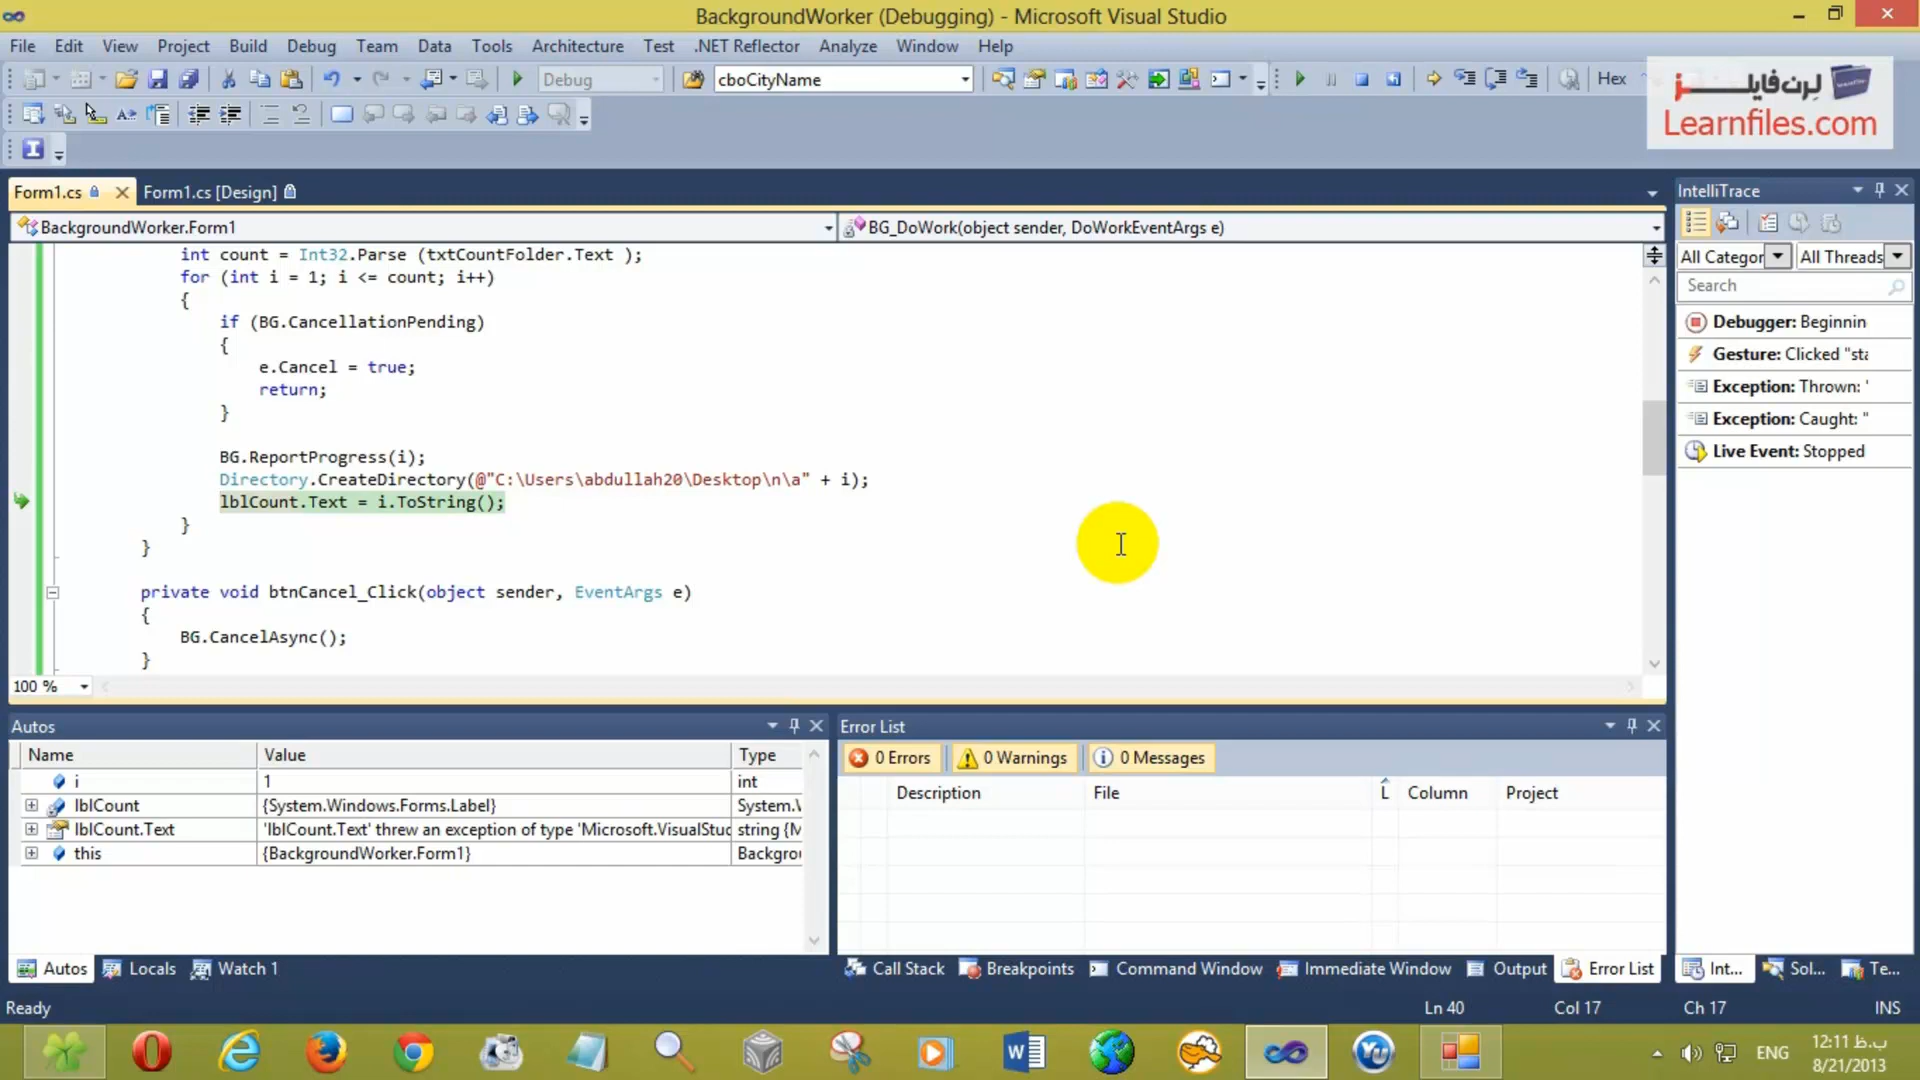 BackgroundWorker (Debugging) - Microsoft Visual Studio
File Edit View Project Build Debug Team Data Tools Architecture Test .NET Reflector Analyze Window Help
Debug cboCityName Hex
لرن فایلز
Learnfiles.com
Form1.cs Form1.cs [Design]
IntelliTrace
BackgroundWorker.Form1 BG_DoWork(object sender, DoWorkEventArgs e)
All Categor All Threads
Search
int count = Int32.Parse (txtCountFolder.Text );
for (int i = 1; i <= count; i++)
{
if (BG.CancellationPending)
{
e.Cancel = true;
return;
}
BG.ReportProgress(i);
Directory.CreateDirectory(@"C:\Users\abdullah20\Desktop\n\a" + i);
lblCount.Text = i.ToString();
}
}
private void btnCancel_Click(object sender, EventArgs e)
{
BG.CancelAsync();
}
100 %
Debugger: Beginnin
Gesture: Clicked "sta
Exception: Thrown: '
Exception: Caught: "
Live Event: Stopped
Autos
Name Value Type
i 1 int
lblCount {System.Windows.Forms.Label} System.\
lblCount.Text 'lblCount.Text' threw an exception of type 'Microsoft.VisualStuc string {M
this {BackgroundWorker.Form1} Backgrou
Error List
0 Errors 0 Warnings 0 Messages
Description File L Column Project
Autos Locals Watch 1
Call Stack Breakpoints Command Window Immediate Window Output Error List
Int... Sol... Te...
Ready Ln 40 Col 17 Ch 17 INS
ENG
12:11 ب.ظ
8/21/2013